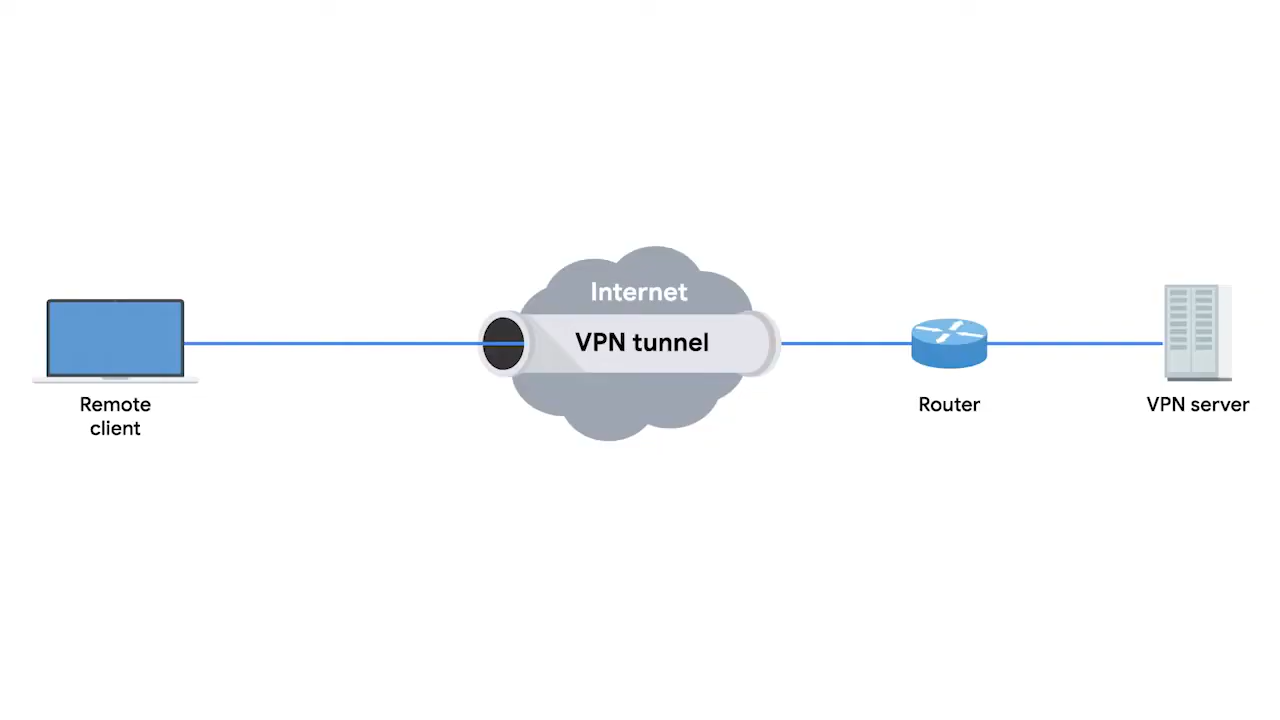 Internet
VPN tunnel
Remote
client
Router
VPN server